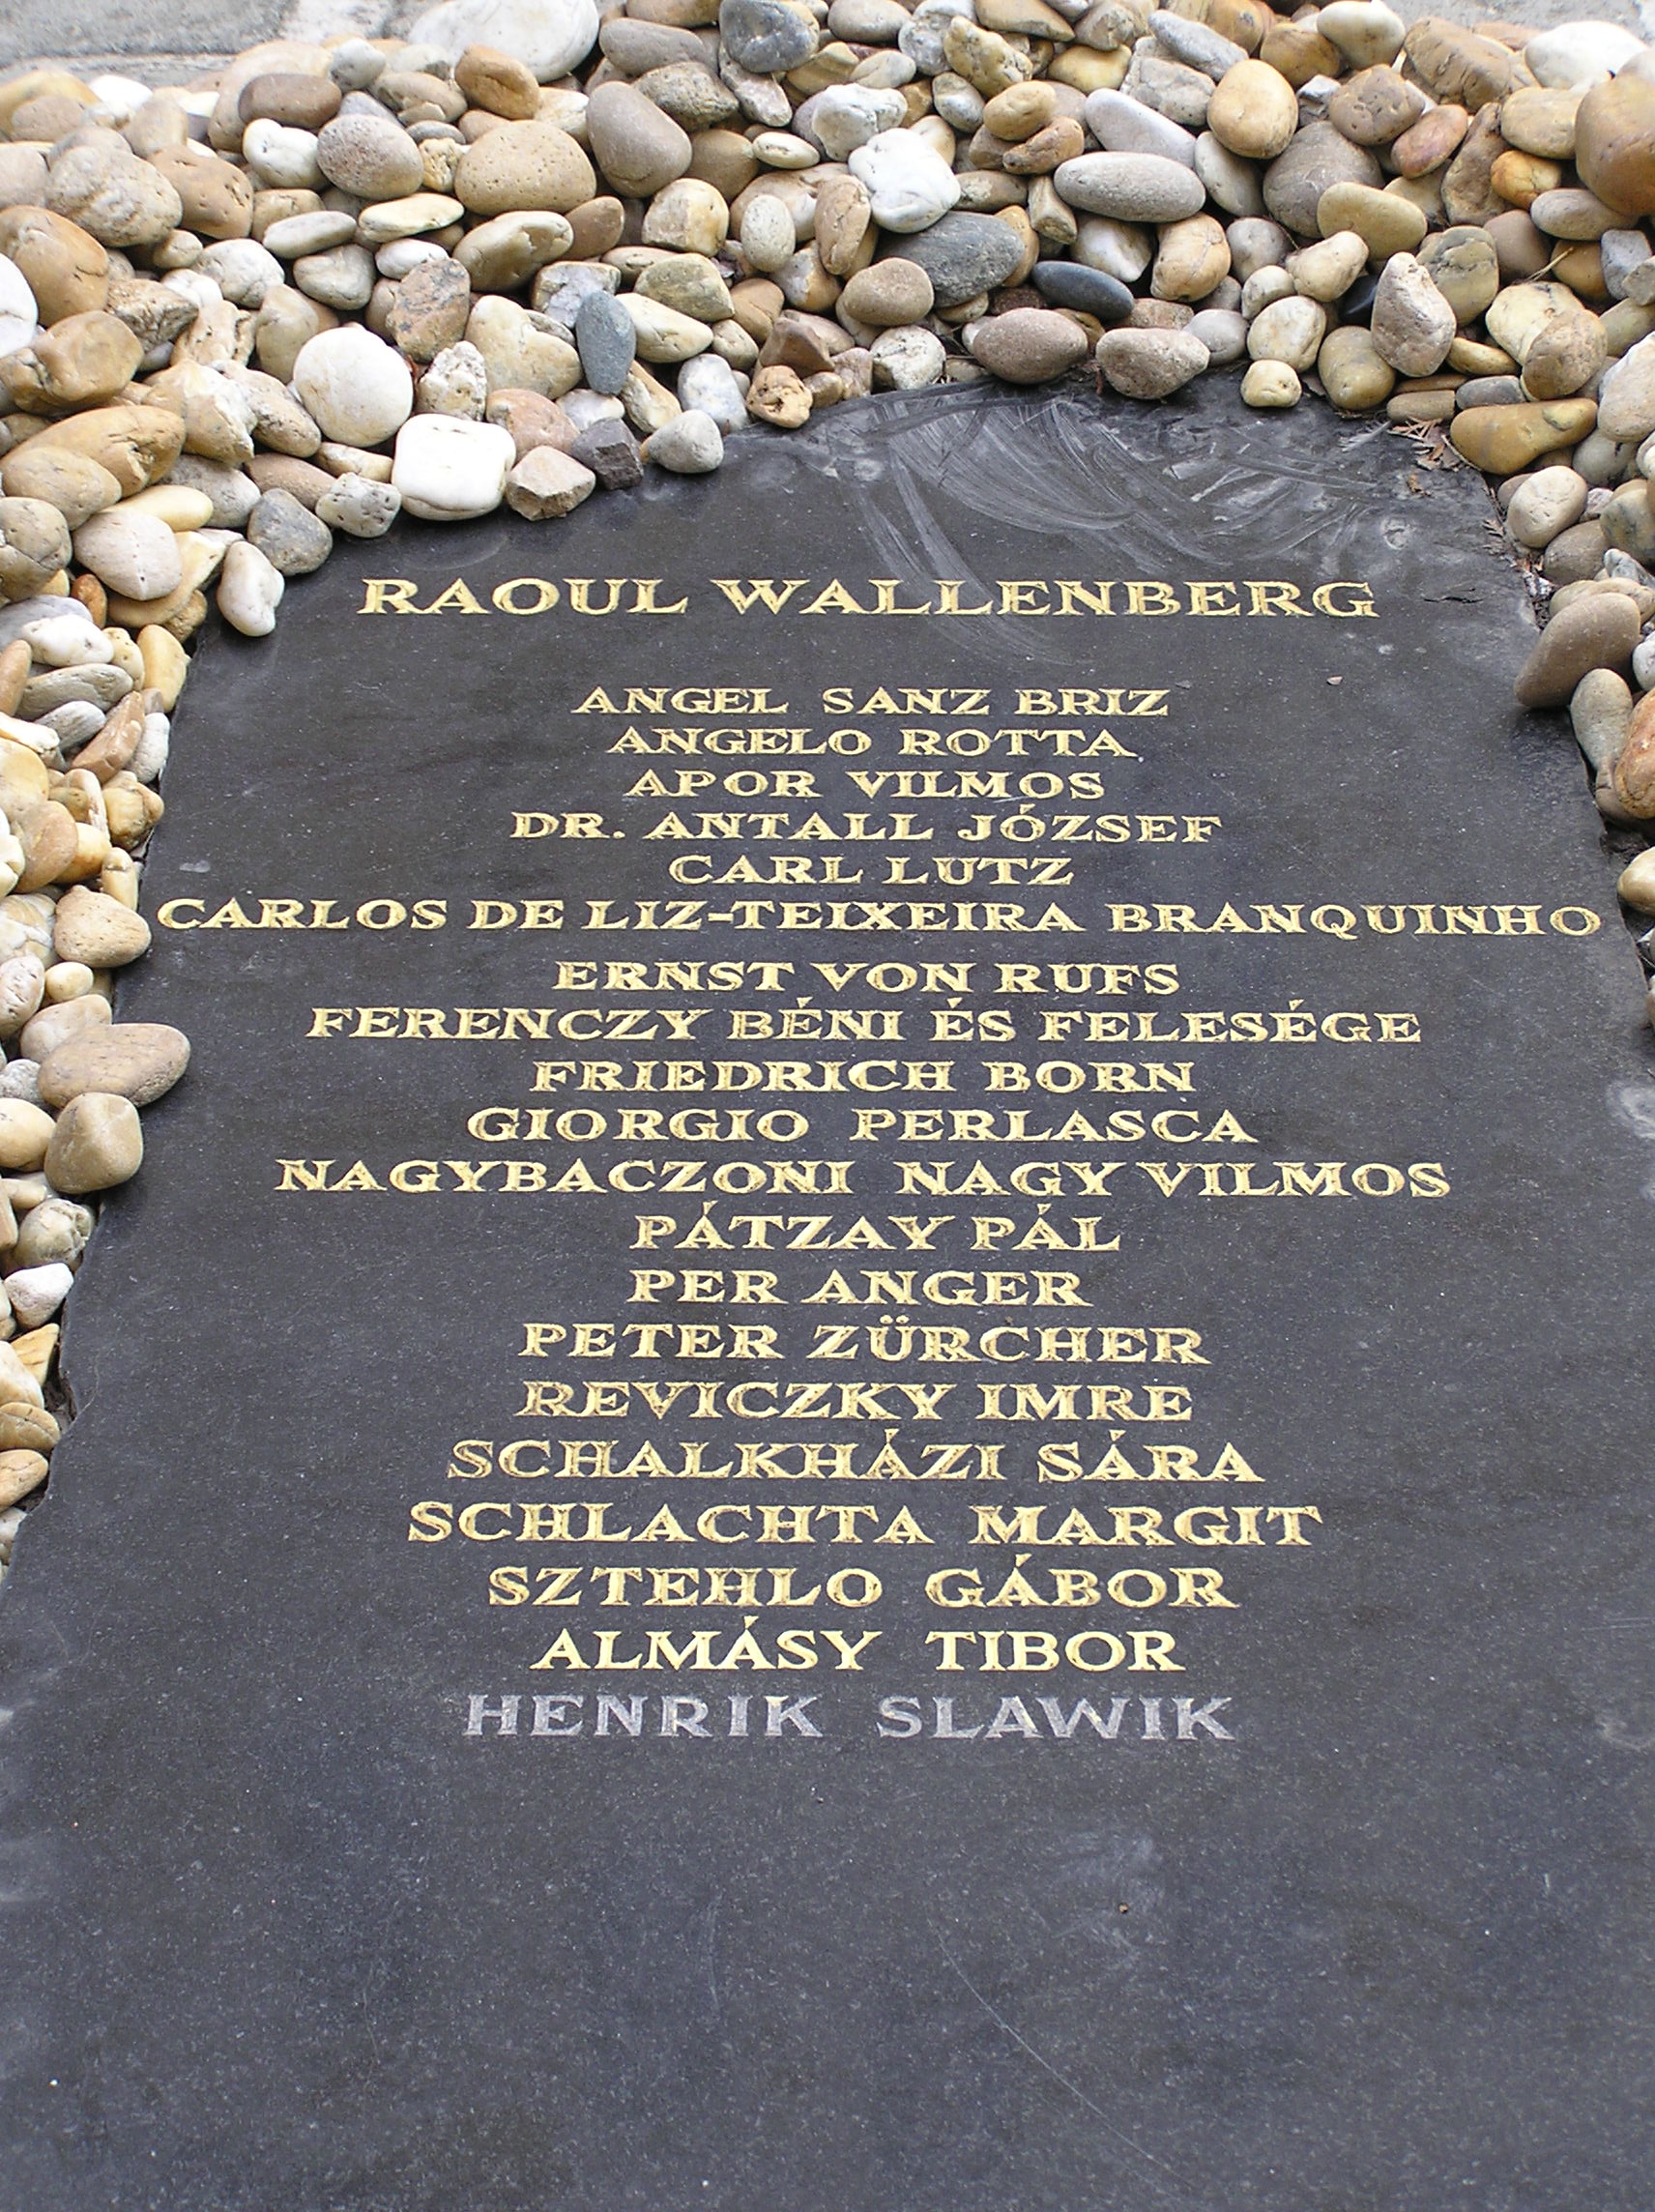 RAOUL WALLENBERG
ANGEL SANZ BRIZ
ANGELO ROTTA
APOR VILMOS
DR. ANTALL JÓZSEF
CARL LUTZ
CARLOS DE LIZ-TEIXEIRA BRANQUINHO
ERNST VON RUFS
FERENCZY BÉNI ÉS FELESÉGE
FRIEDRICH BORN
GIORGIO PERLASCA
NAGYBACZONI NAGY VILMOS
PÁTZAY PÁL
PER ANGER
PETER ZÜRCHER
REVICZKY IMRE
SCHALKHÁZI SÁRA
SCHLACHTA MARGIT
SZTEHLO GÁBOR
ALMÁSY TIBOR
HENRIK SLAWIK